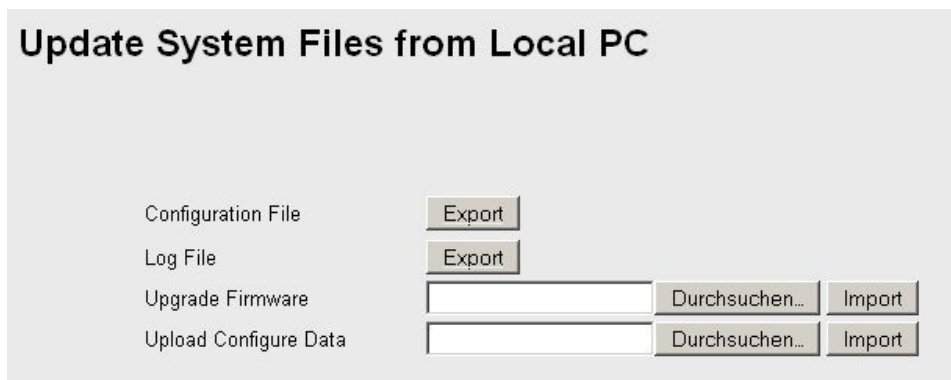 Update System Files from Local PC
Configuration File Export
Log File Export
Upgrade Firmware Durchsuchen... Import
Upload Configure Data Durchsuchen... Import